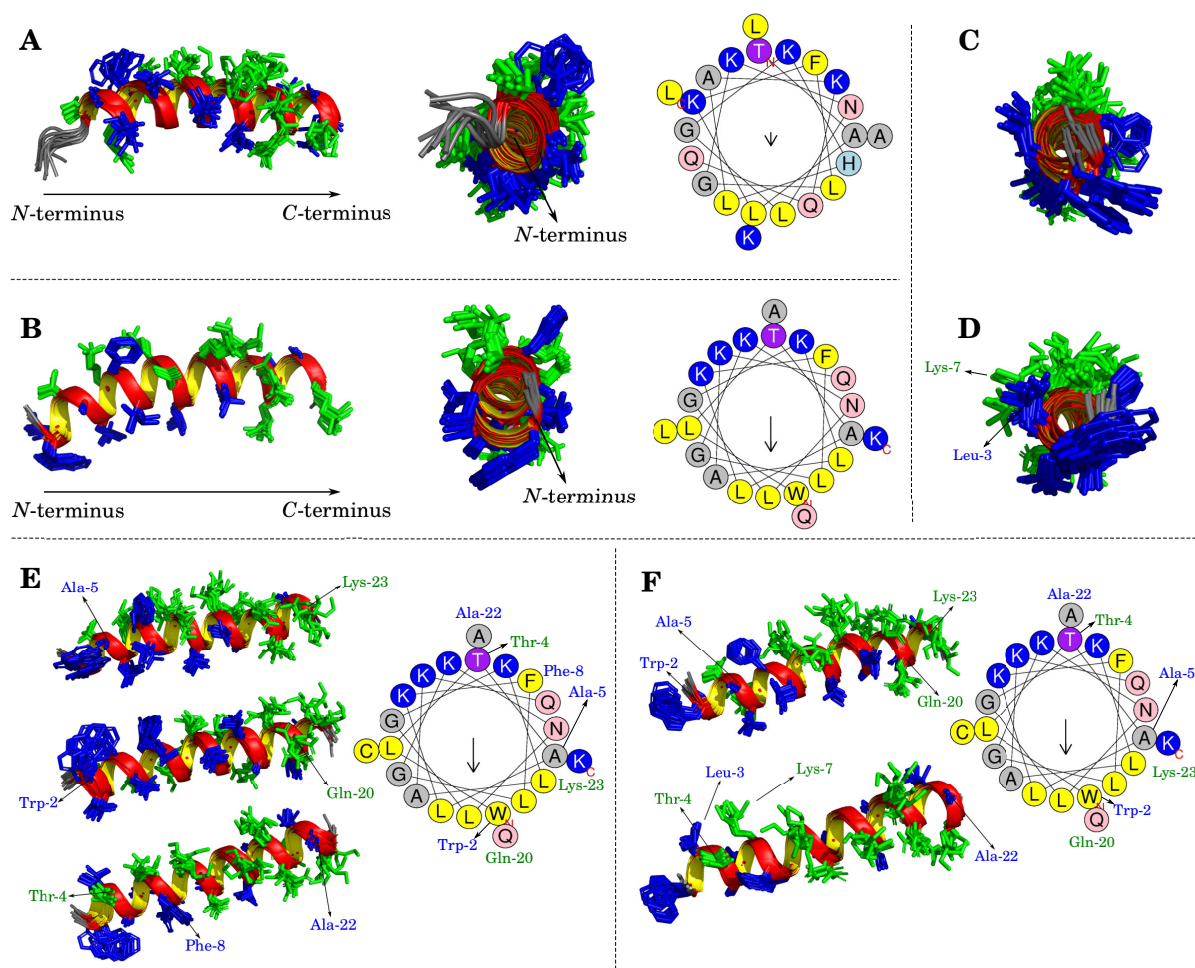 A
C
L
K T K
N
F
A K
L K N
G A A
Q H
G L
L L L Q
K
N-terminus C-terminus
N-terminus
B
D
A
K T K
K F
K Q
G N
L L A K
C
G L
A L
L L W
Q
N-terminus C-terminus
N-terminus
Lys-7
Leu-3
E
Ala-5
Lys-23
Trp-2
Gln-20
Thr-4
Phe-8
Ala-22
Ala-22
A
Thr-4
K K T K
F Phe-8
K Q
Ala-5
G N
C L A K
C
G L Lys-23
A L
L L W
Trp-2 Q
Gln-20
F
Ala-5
Lys-23
Trp-2
Gln-20
Leu-3 Lys-7
Thr-4
Ala-22
Ala-22
A
Thr-4
K K T K
F
K Q
Ala-5
G N
C L A K
C
G L Lys-23
A L
L L W
Trp-2
Q
Gln-20